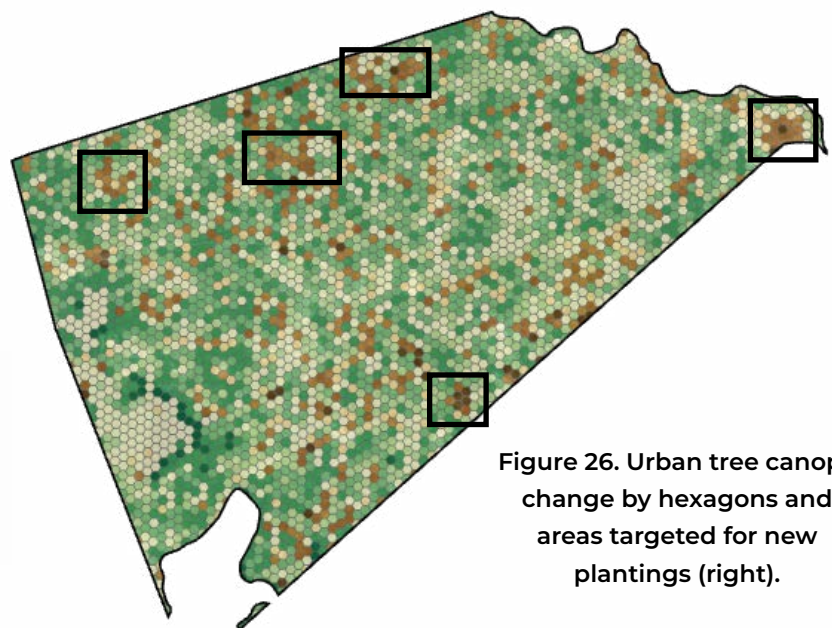 Figure 26. Urban tree canop
change by hexagons and
areas targeted for new
plantings (right).